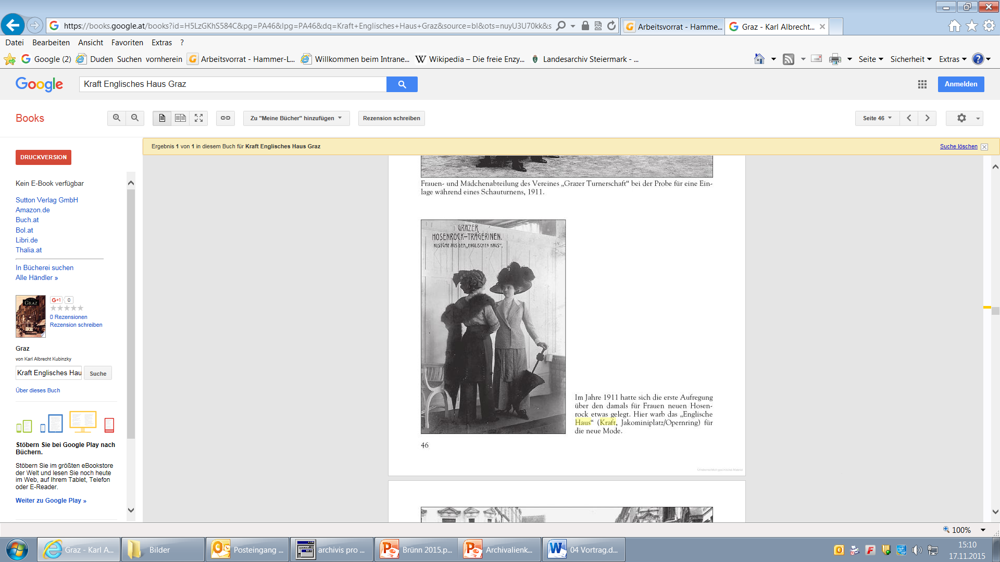 https://books.google.at/books?id=H5LzGKhS584C&pg=PA46&lpg=PA46&dq=Kraft+Englisches+Haus+Graz&source=bl&ots=nuyU3U70kk&s
Arbeitsvorrat - Hammer...
Graz - Karl Albrecht...
Datei Bearbeiten Ansicht Favoriten Extras ?
Google (2) Duden Suchen vornherein Arbeitsvorrat - Hammer-L... Willkommen beim Intrane... Wikipedia – Die freie Enzy... Landesarchiv Steiermark - ... Seite Sicherheit Extras
Google Kraft Englisches Haus Graz Anmelden
Books Zu "Meine Bücher" hinzufügen Rezension schreiben Seite 46
Ergebnis 1 von 1 in diesem Buch für Kraft Englisches Haus Graz Suche löschen
DRUCKVERSION
Kein E-Book verfügbar
Sutton Verlag GmbH
Amazon.de
Buch.at
Bol.at
Libri.de
Thalia.at
In Bücherei suchen
Alle Händler »
GRAZ
G+1 0
0 Rezensionen
Rezension schreiben
Graz
von Karl Albrecht Kubinzky
Kraft Englisches Hau Suche
Über dieses Buch
Stöbern Sie bei Google Play nach
Büchern.
Stöbern Sie im größten eBookstore
der Welt und lesen Sie noch heute
im Web, auf Ihrem Tablet, Telefon
oder E-Reader.
Weiter zu Google Play »
Frauen- und Mädchenabteilung des Vereines „Grazer Turnerschaft“ bei der Probe für eine Ein-
lage während eines Schauturnens, 1911.
GRAZER
HOSENROCK-TRÄGERINEN.
KOSTÜME AUS DEM „ENGLISCHEN HAUS“.
Im Jahre 1911 hatte sich die erste Aufregung
über den damals für Frauen neuen Hosen-
rock etwas gelegt. Hier warb das „Englische
Haus“ (Kraft, Jakominiplatz/Opernring) für
die neue Mode.
46
Urheberrechtlich geschütztes Material
100%
Graz - Karl A... Bilder Posteingang ... archivis pro ... Brünn 2015.p... Archivalienk... 04 Vortrag.d...
15:10
17.11.2015